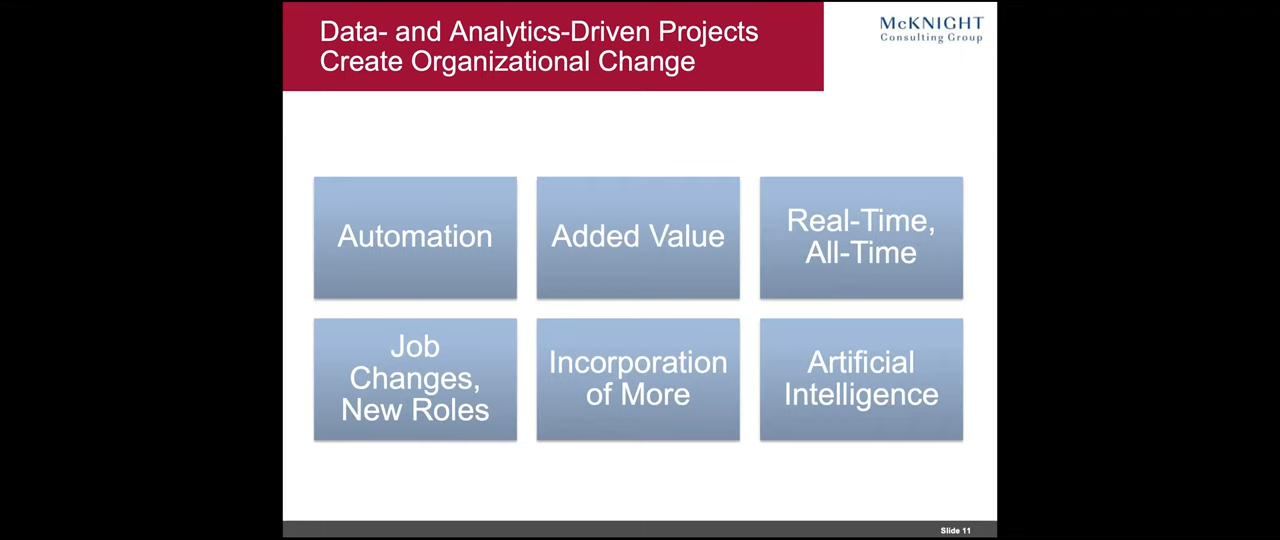 Data- and Analytics-Driven Projects
Create Organizational Change
McKNIGHT
Consulting Group
Automation
Added Value
Real-Time,
All-Time
Job
Changes,
New Roles
Incorporation
of More
Artificial
Intelligence
Slide 11